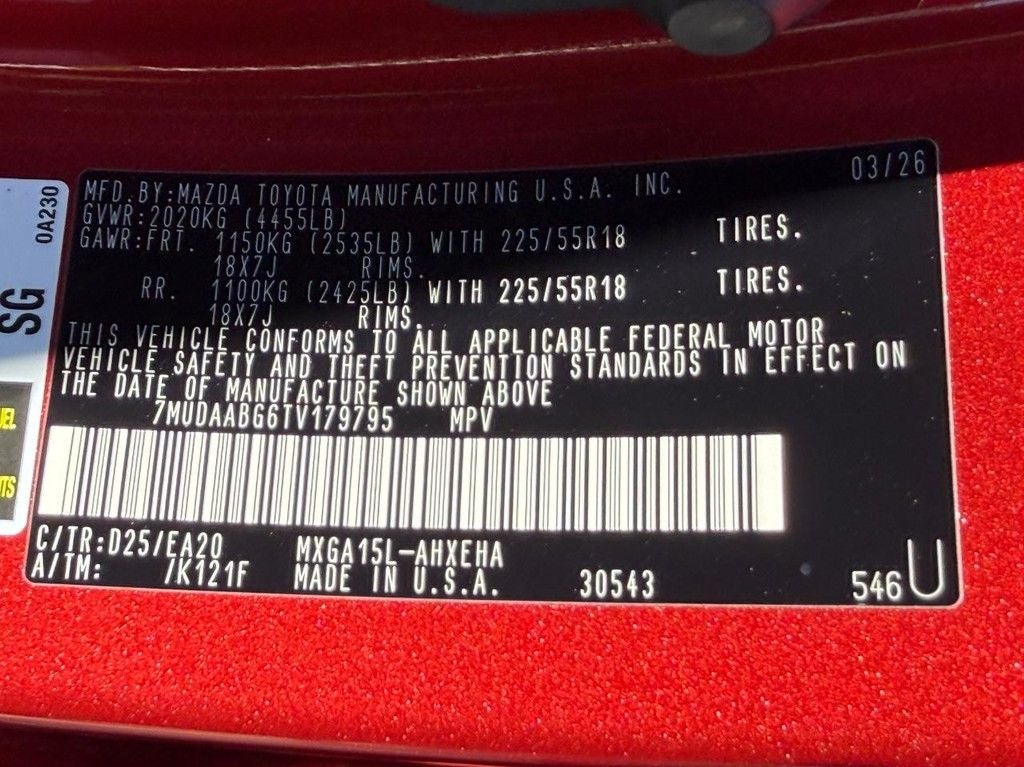 03/26
MFD.BY:MAZDA TOYOTA MANUFACTURING U.S.A. INC.
GVWR:2020KG (4455LB)
GAWR:FRT. 1150KG (2535LB) WITH 225/55R18 TIRES.
18X7J RIMS.
RR. 1100KG (2425LB) WITH 225/55R18 TIRES.
18X7J RIMS.
THIS VEHICLE CONFORMS TO ALL APPLICABLE FEDERAL MOTOR
VEHICLE SAFETY AND THEFT PREVENTION STANDARDS IN EFFECT ON
THE DATE OF MANUFACTURE SHOWN ABOVE
7MUDAABG6TV179795 MPV
C/TR:D25/EA20 MXGA15L-AHXEHA
A/TM: /K121F MADE IN U.S.A. 30543 546 U
0A230
SG